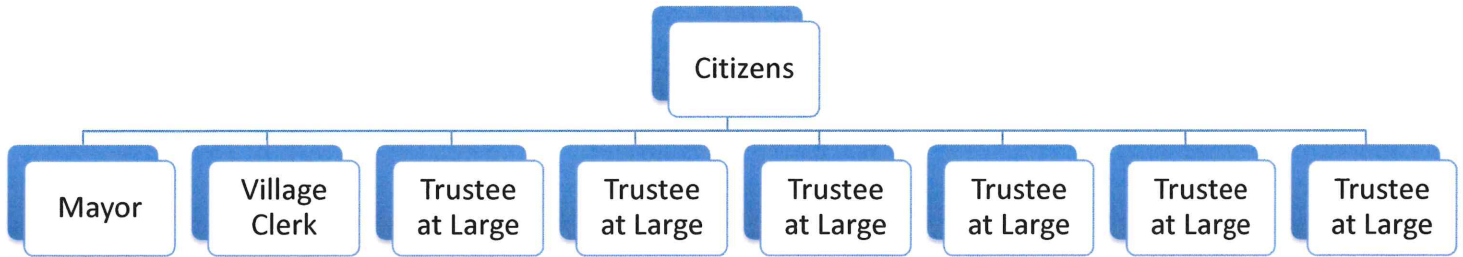 Citizens
Mayor
Village
Clerk
Trustee
at Large
Trustee
at Large
Trustee
at Large
Trustee
at Large
Trustee
at Large
Trustee
at Large